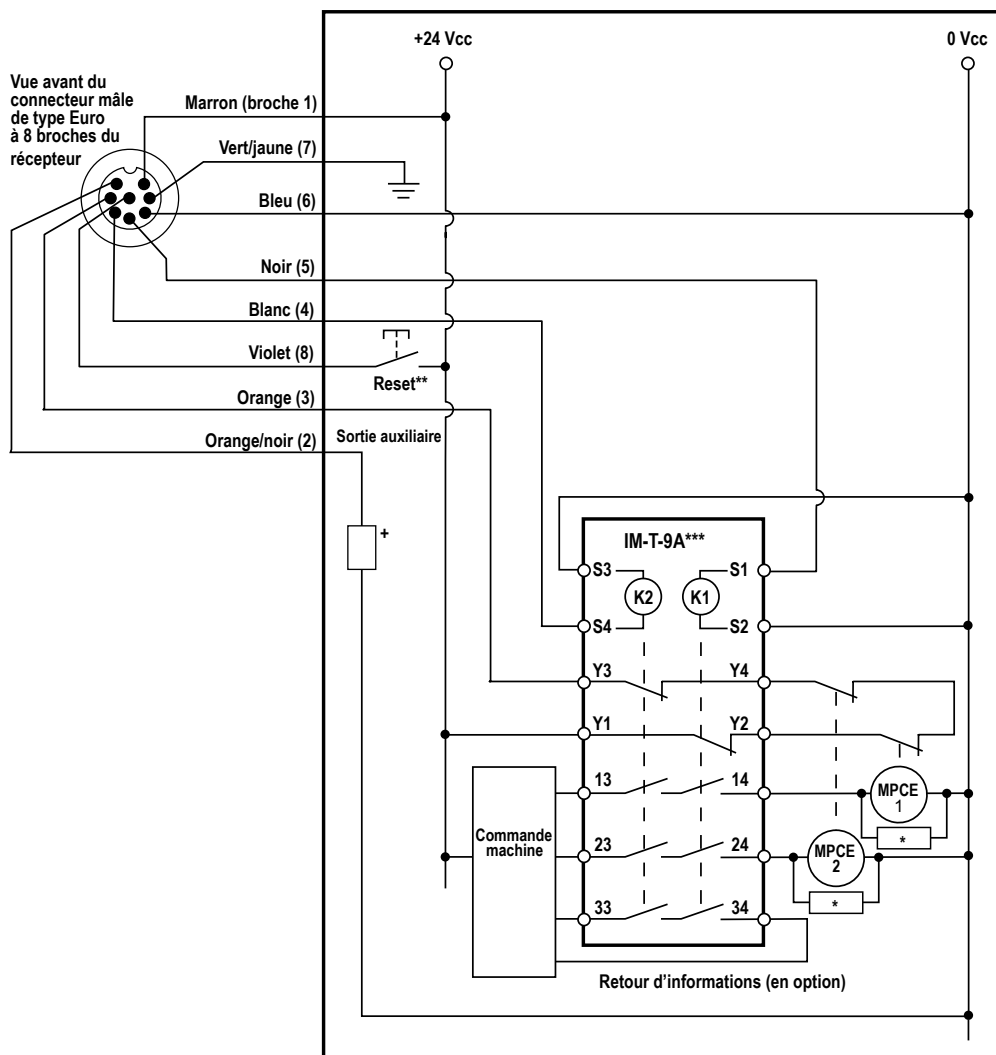 +24 Vcc
0 Vcc
Vue avant du
connecteur mâle
de type Euro
à 8 broches du
récepteur
Marron (broche 1)
Vert/jaune (7)
Bleu (6)
Noir (5)
Blanc (4)
Violet (8)
Reset**
Orange (3)
Orange/noir (2)
Sortie auxiliaire
+
IM-T-9A***
S3
S1
K2
K1
S4
S2
Y3
Y4
Y1
Y2
13
14
MPCE
1
*
Commande
machine
23
24
MPCE
2
*
33
34
Retour d'informations (en option)